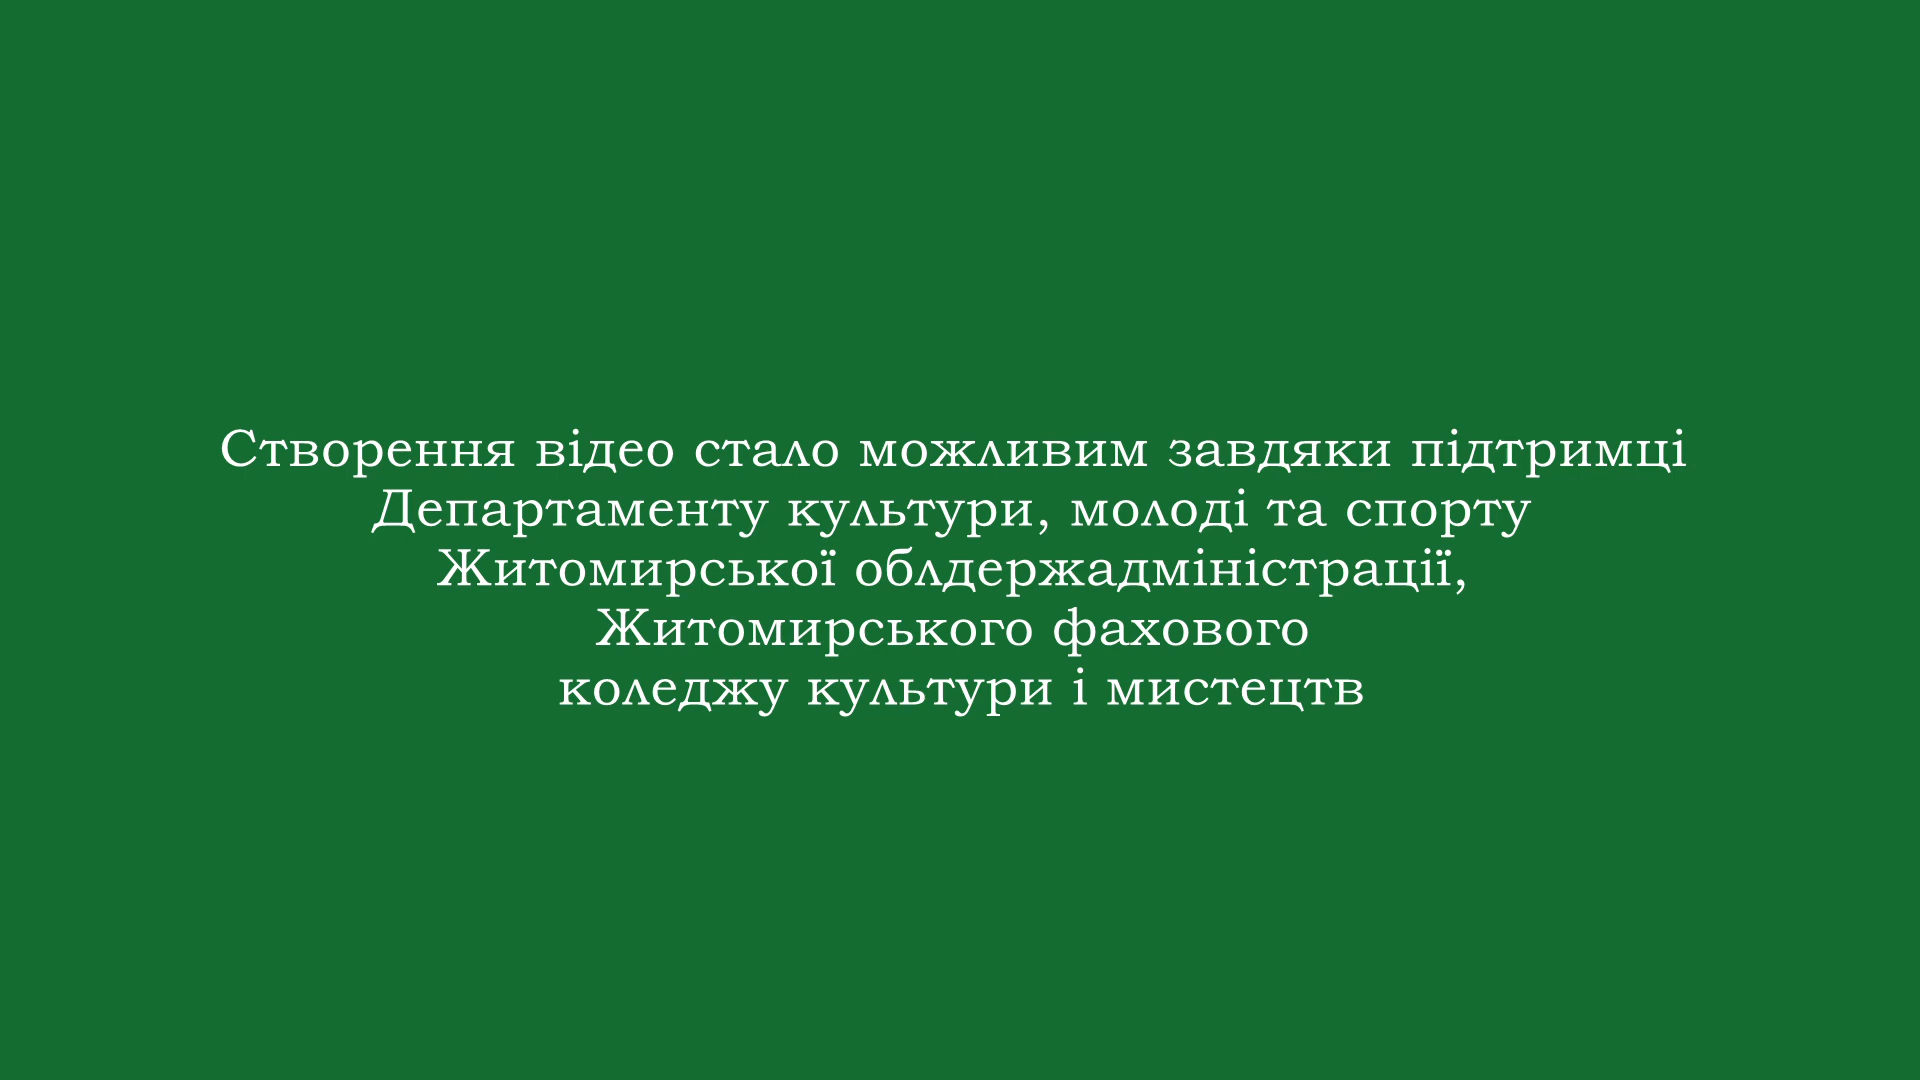 Створення відео стало можливим завдяки підтримці
Департаменту культури, молоді та спорту
Житомирської облдержадміністрації,
Житомирського фахового
коледжу культури і мистецтв